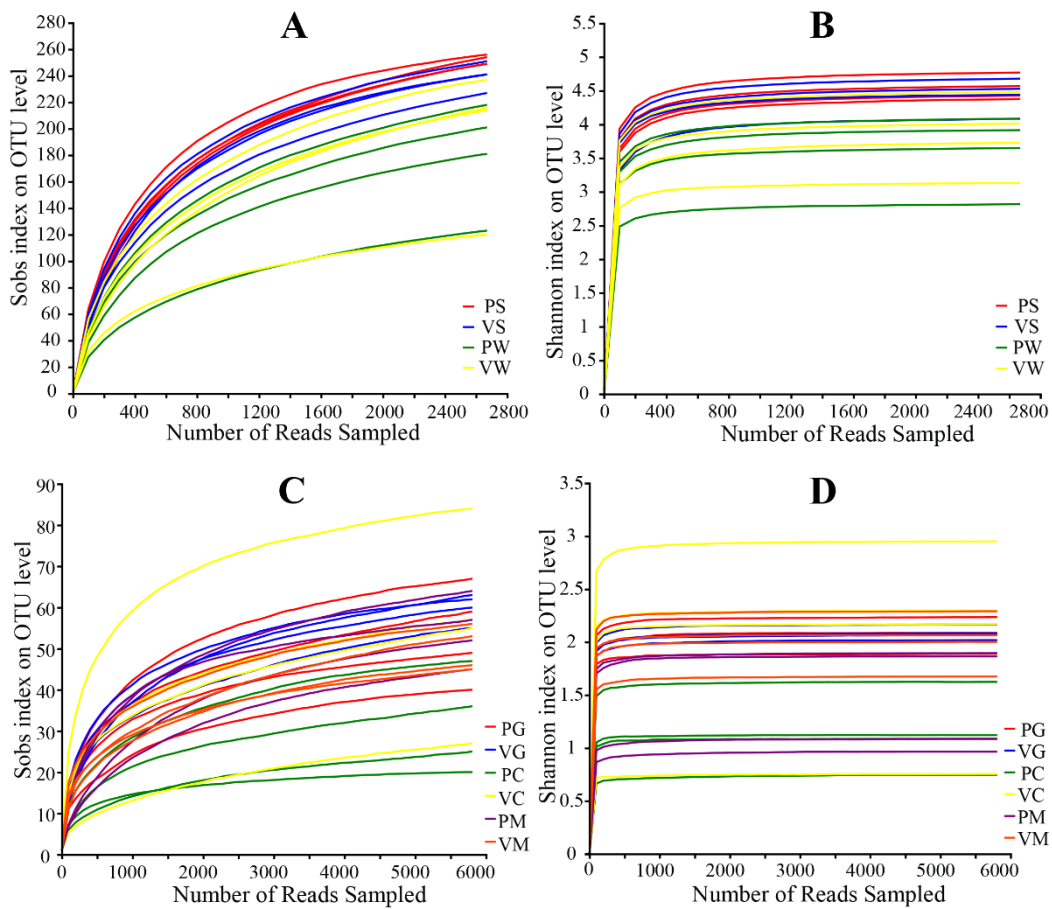 A
Sobs index on OTU level
280
260
240
220
200
180
160
140
120
100
80
60
40
20
0
0 400 800 1200 1600 2000 2400 2800
Number of Reads Sampled
PS
VS
PW
VW
B
Shannon index on OTU level
5.5
5
4.5
4
3.5
3
2.5
2
1.5
1
0.5
0
0 400 800 1200 1600 2000 2400 2800
Number of Reads Sampled
PS
VS
PW
VW
C
Sobs index on OTU level
90
80
70
60
50
40
30
20
10
0
0 1000 2000 3000 4000 5000 6000
Number of Reads Sampled
PG
VG
PC
VC
PM
VM
D
Shannon index on OTU level
3.5
3
2.5
2
1.5
1
0.5
0
0 1000 2000 3000 4000 5000 6000
Number of Reads Sampled
PG
VG
PC
VC
PM
VM